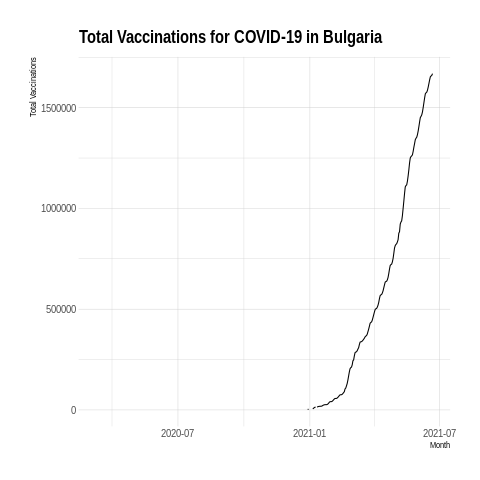 Total Vaccinations for COVID-19 in Bulgaria
Total Vaccinations
1500000
1000000
500000
0
2020-07
2021-01
2021-07
Month